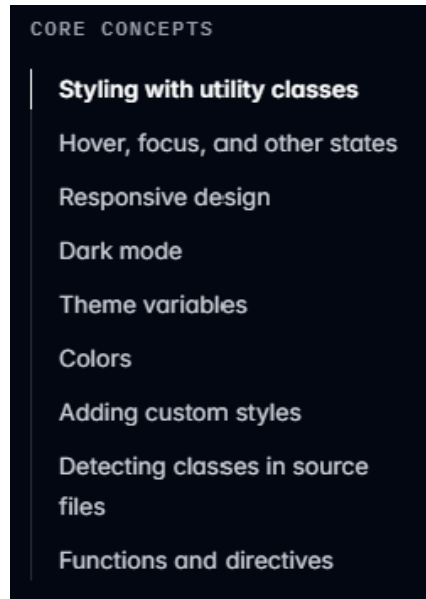 CORE CONCEPTS
Styling with utility classes
Hover, focus, and other states
Responsive design
Dark mode
Theme variables
Colors
Adding custom styles
Detecting classes in source
files
Functions and directives